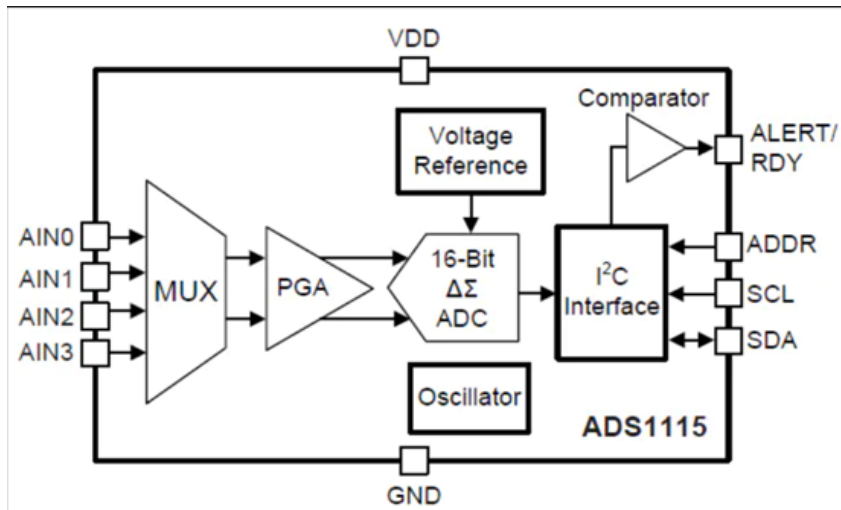 VDD
Comparator
Voltage
Reference
ALERT/
RDY
AIN0
AIN1
AIN2
AIN3
MUX
PGA
16-Bit
ΔΣ
ADC
I²C
Interface
ADDR
SCL
SDA
Oscillator
ADS1115
GND